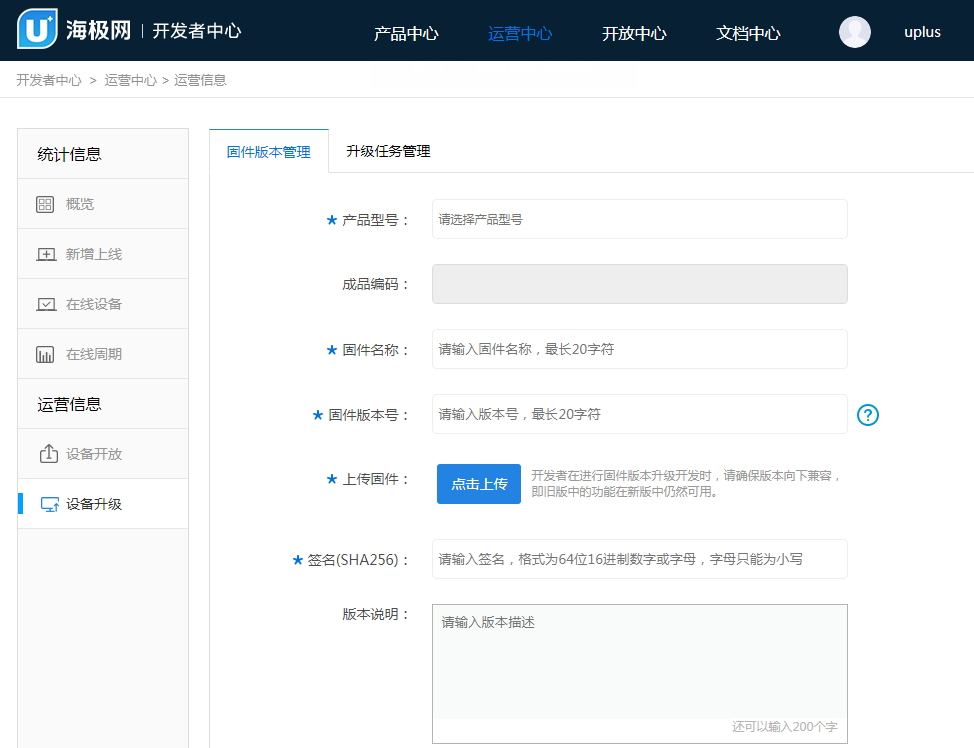 U+ 海极网 | 开发者中心 产品中心 运营中心 开放中心 文档中心 uplus
开发者中心 > 运营中心 > 运营信息
统计信息
概览
新增上线
在线设备
在线周期
运营信息
设备开放
设备升级
固件版本管理 升级任务管理
★ 产品型号： 请选择产品型号
成品编码：
★ 固件名称： 请输入固件名称，最长20字符
★ 固件版本号： 请输入版本号，最长20字符 ?
★ 上传固件： 点击上传 开发者在进行固件版本升级开发时，请确保版本向下兼容，
即旧版中的功能在新版中仍然可用。
★ 签名(SHA256)： 请输入签名，格式为64位16进制数字或字母，字母只能为小写
版本说明： 请输入版本描述
还可以输入200个字